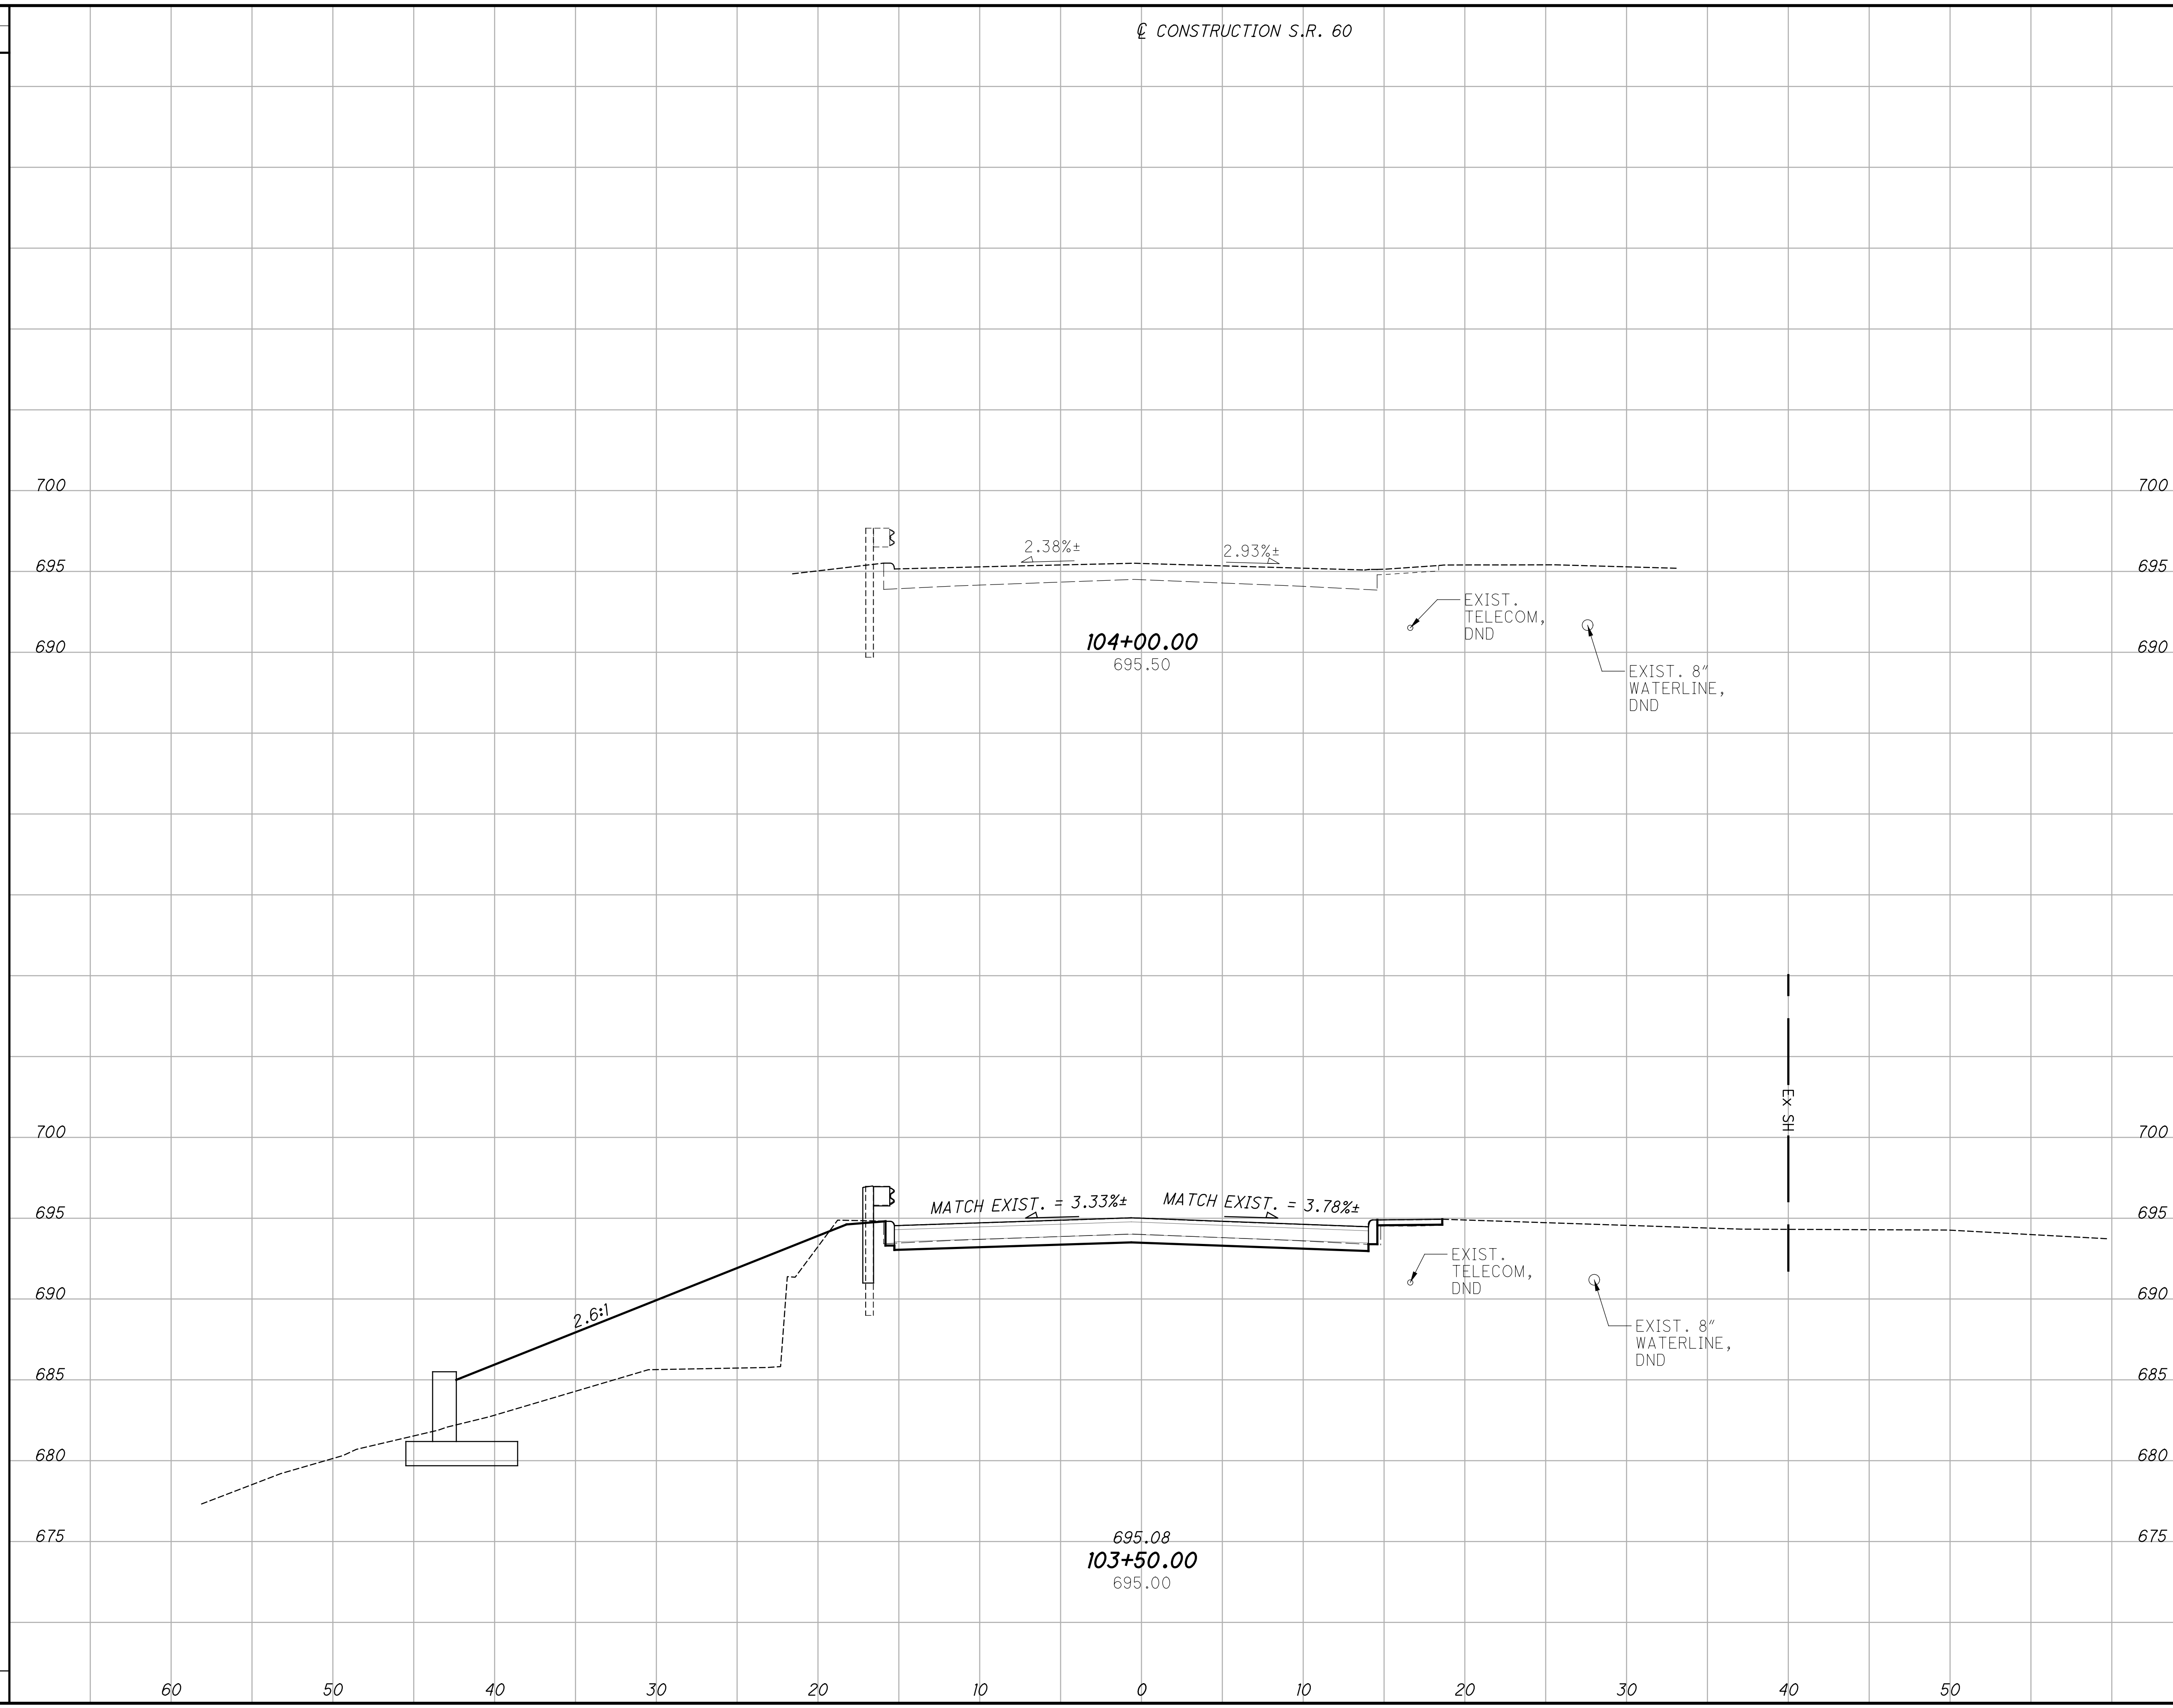 ℄ CONSTRUCTION S.R. 60
700
700
2.38%±
2.93%±
695
695
EXIST.
TELECOM,
DND
690
104+00.00
690
695.50
EXIST. 8"
WATERLINE,
DND
EX SH
700
700
MATCH EXIST. = 3.33%±
MATCH EXIST. = 3.78%±
695
695
EXIST.
TELECOM,
DND
690
690
2.6:1
EXIST. 8"
WATERLINE,
DND
685
685
680
680
675
695.08
675
103+50.00
695.00
60 50 40 30 20 10 0 10 20 30 40 50